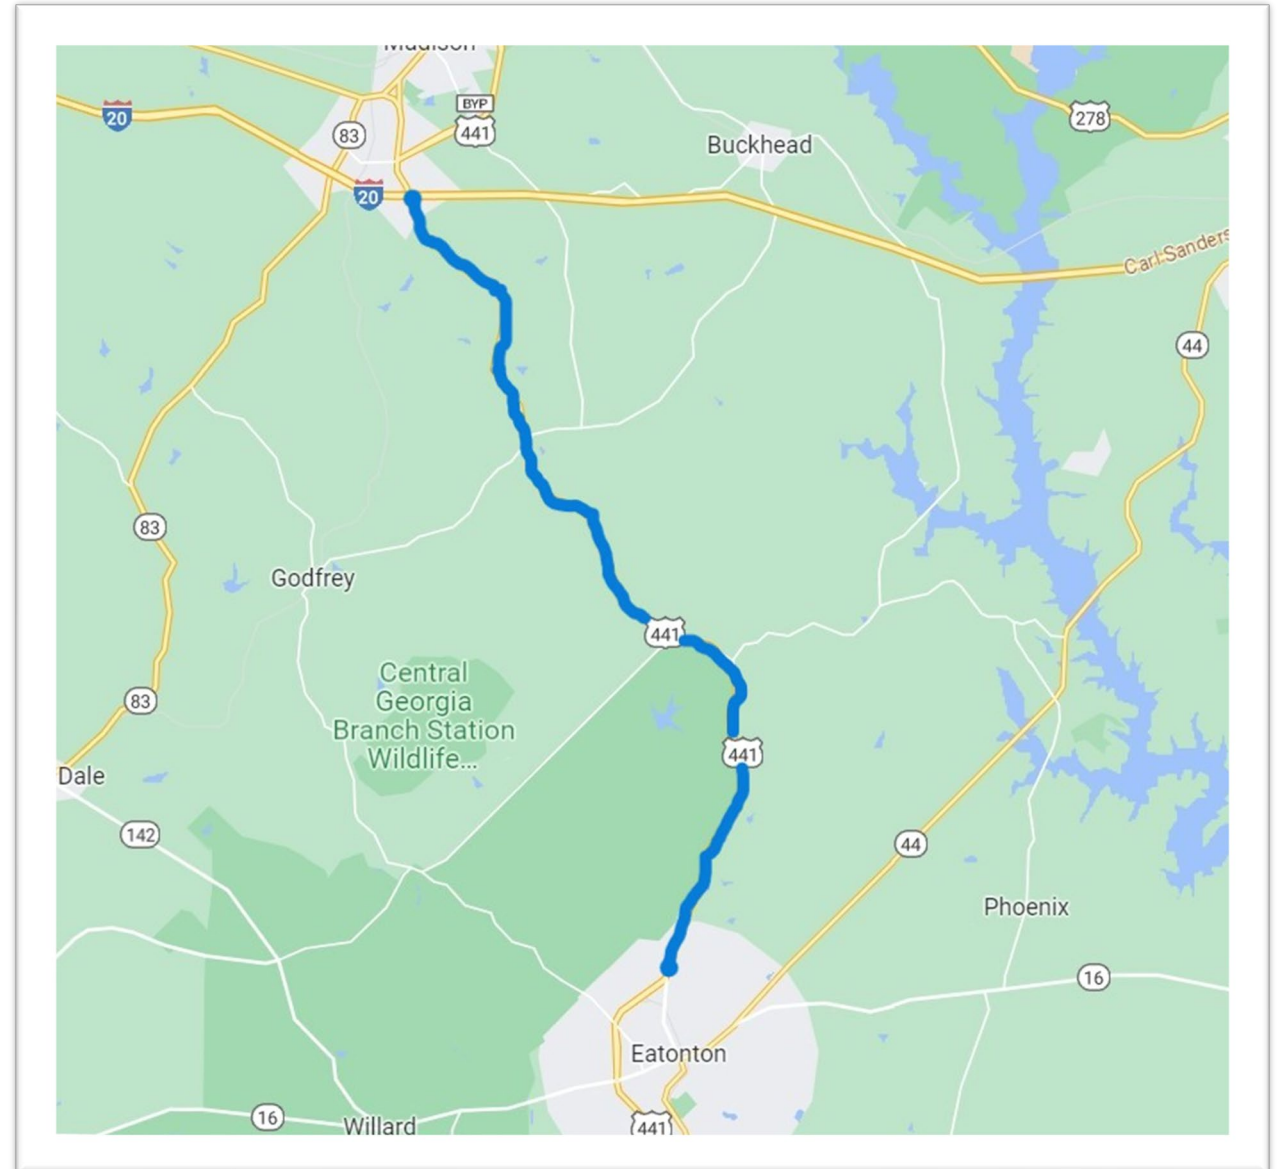 Madison
20
BYP
441
83
278
Buckhead
20
Carl Sanders
44
83
Godfrey
441
Central
Georgia
Branch Station
Wildlife...
83
441
Dale
142
44
Phoenix
16
Eatonton
16
Willard
441